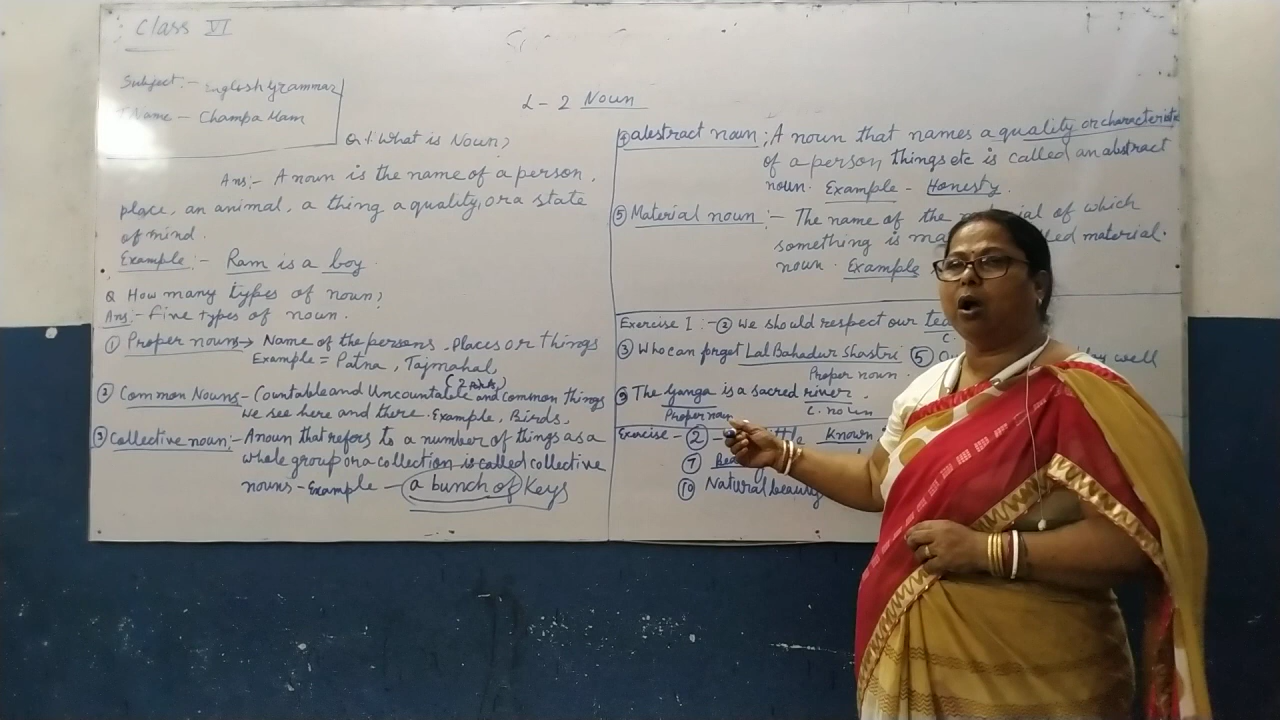 Class VI
Subject :- English Grammar
Name - Champa Mam
L-2 Noun
Q.1. What is Noun?
Ans:- A noun is the name of a person,
place, an animal, a thing a quality, or a state
of mind.
Example :- Ram is a boy.
Q How many types of noun?
Ans:- Five types of noun.
① Proper nouns → Name of the persons, Places or things
Example = Patna, Tajmahal,
② Common Nouns - Countable and Uncountable and common things
we see here and there. Example, Birds,
③ Collective noun:- A noun that refers to a number of things as a
whole group or a collection is called collective
nouns - Example - a bunch of Keys
④ abstract noun; A noun that names a quality or characteristic
of a person, things etc is called an abstract
noun. Example - Honesty.
⑤ Material noun :- The name of the of which
something is material.
noun. Example
Exercise I :- ② We should respect our
③ Who can forget Lal Bahadur Shastri ⑤ well
Proper noun.
⑨ The Ganga is a sacred river.
Proper noun C. noun
Exercise - ② Known
⑦
⑩ Natural beauty